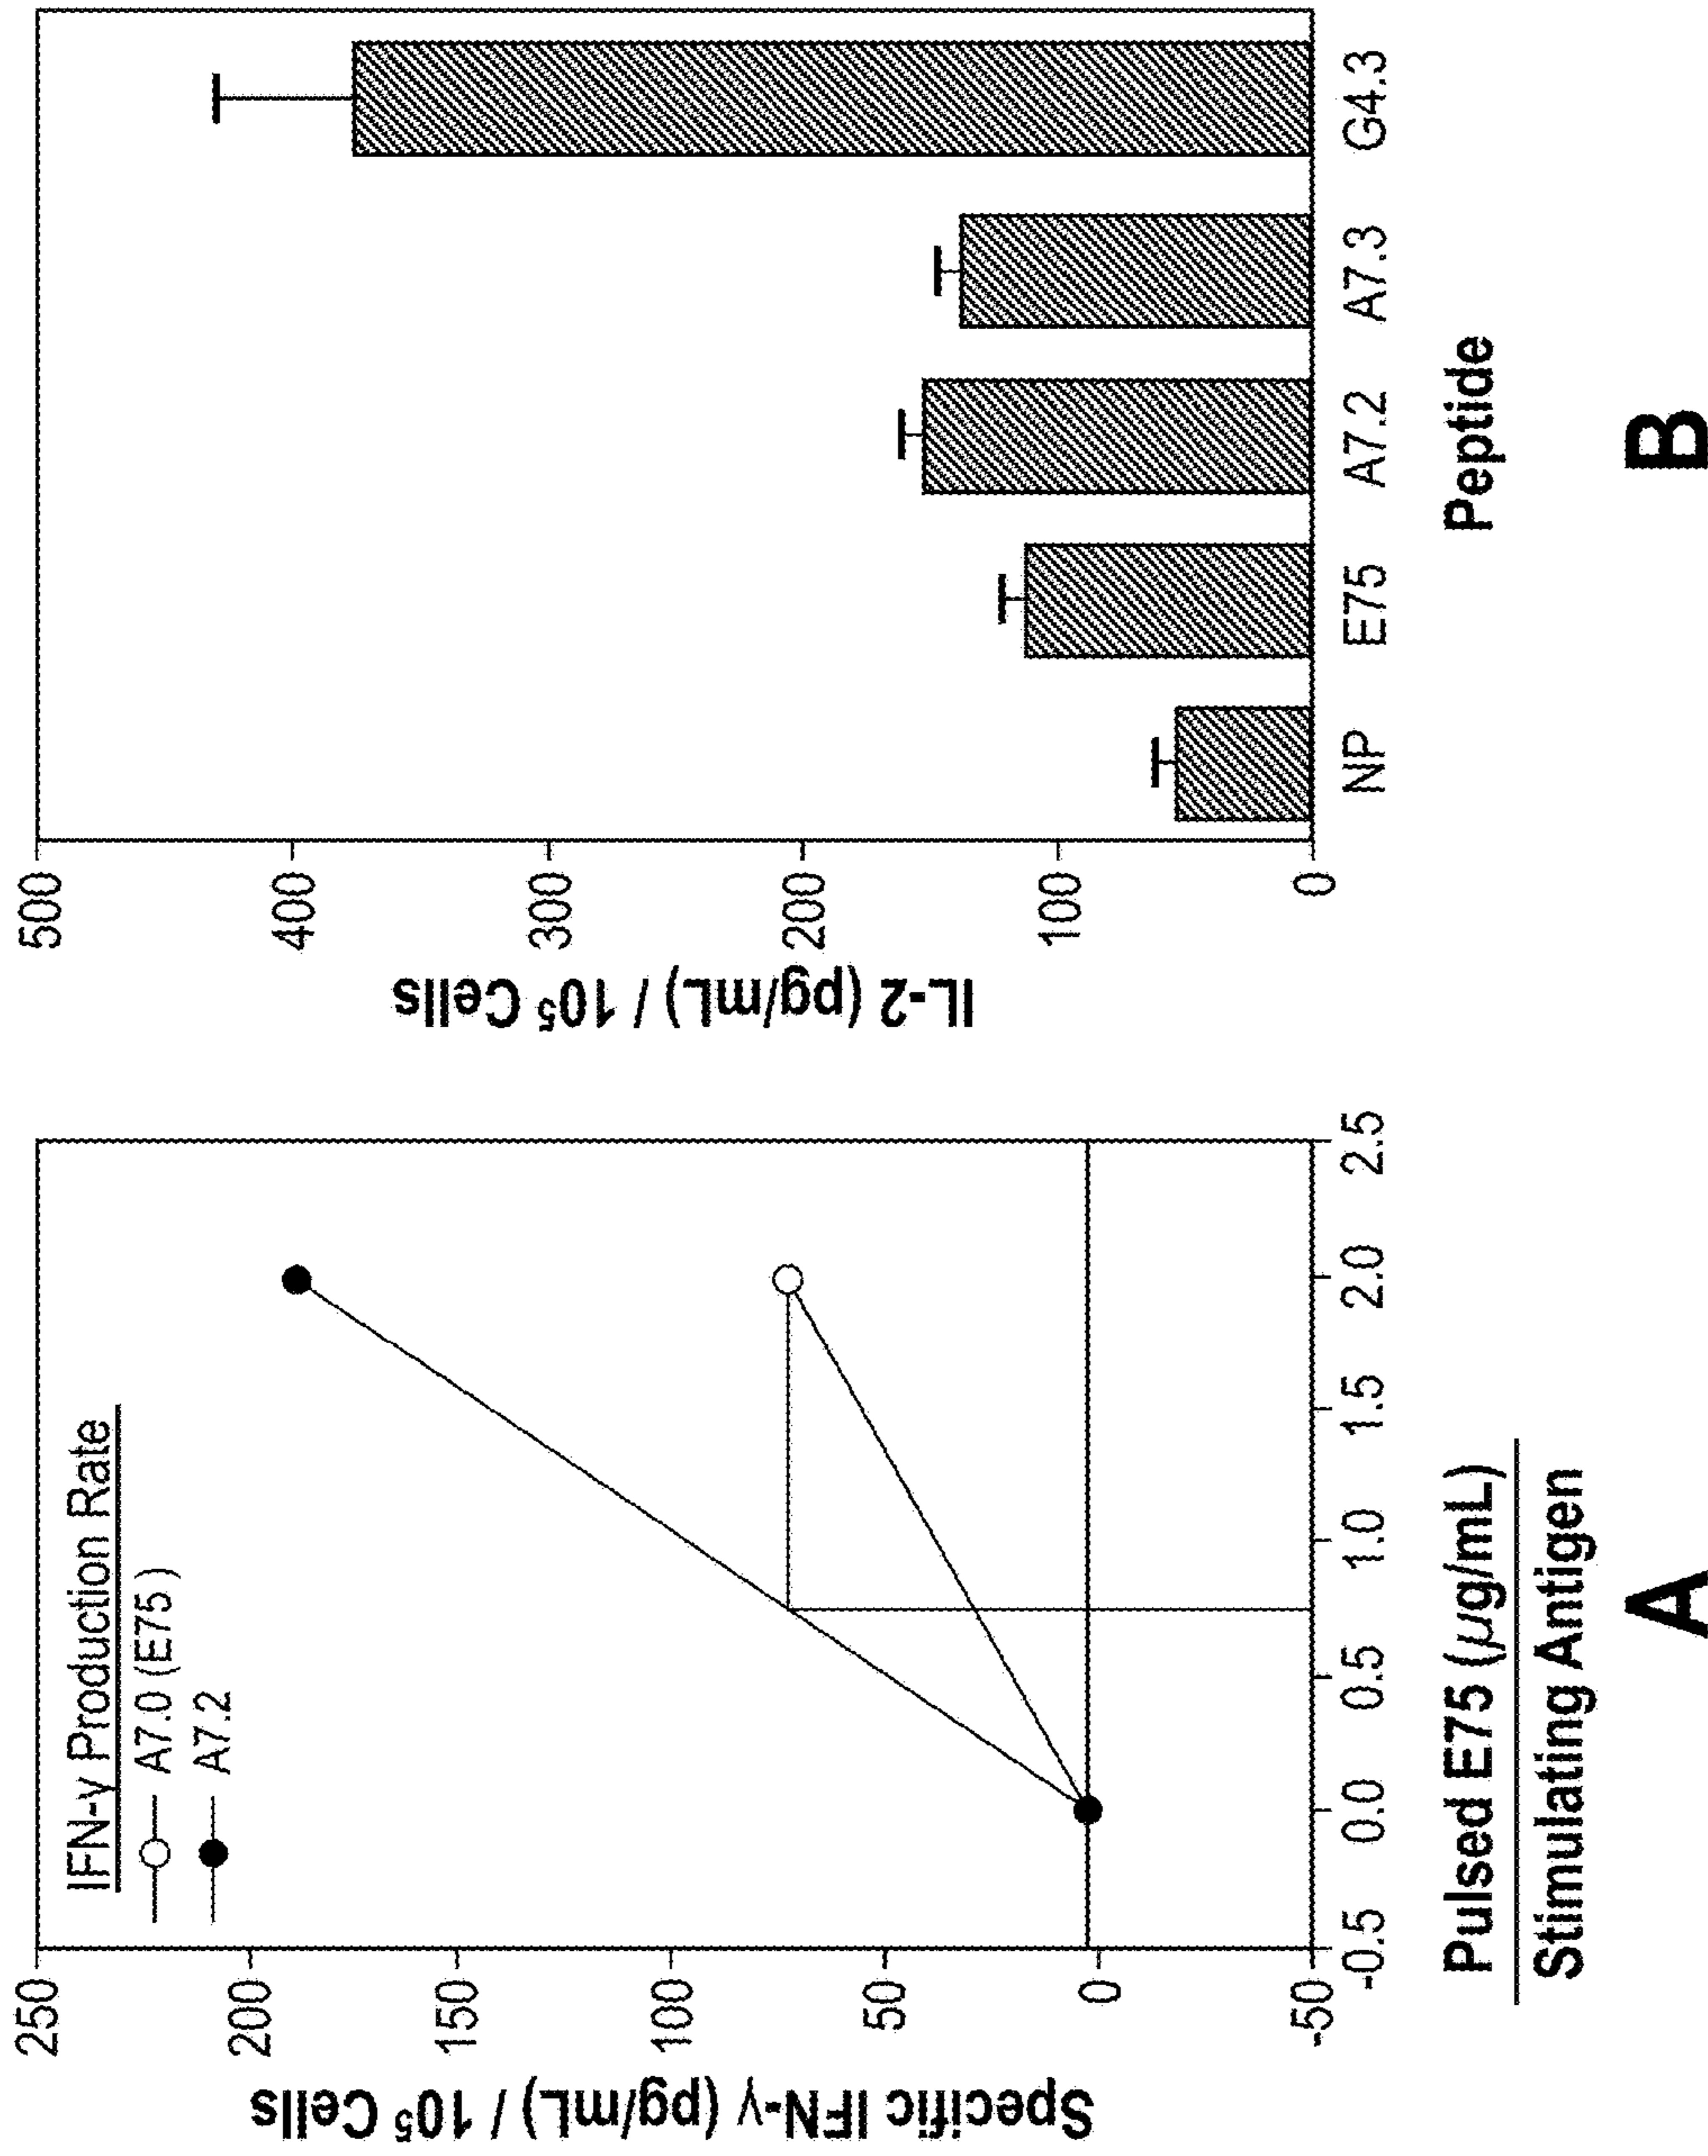 Specific IFN-γ (pg/mL) / 10⁵ Cells
250
200
150
100
50
0
-50
IFN-γ Production Rate
A7.0 (E75)
A7.2
-0.5 0.0 0.5 1.0 1.5 2.0 2.5
Pulsed E75 (µg/mL)
Stimulating Antigen
A
IL-2 (pg/mL) / 10⁵ Cells
500
400
300
200
100
0
NP E75 A7.2 A7.3 G4.3
Peptide
B